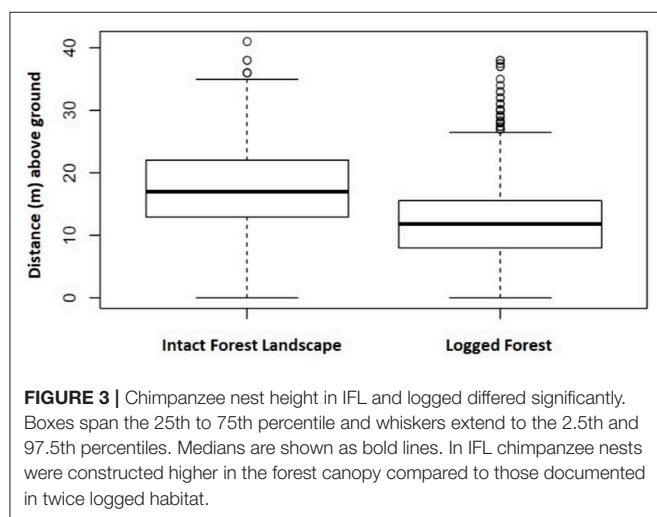 40
30
20
10
0
Distance (m) above ground
Intact Forest Landscape Logged Forest
FIGURE 3 | Chimpanzee nest height in IFL and logged differed significantly.
Boxes span the 25th to 75th percentile and whiskers extend to the 2.5th and
97.5th percentiles. Medians are shown as bold lines. In IFL chimpanzee nests
were constructed higher in the forest canopy compared to those documented
in twice logged habitat.